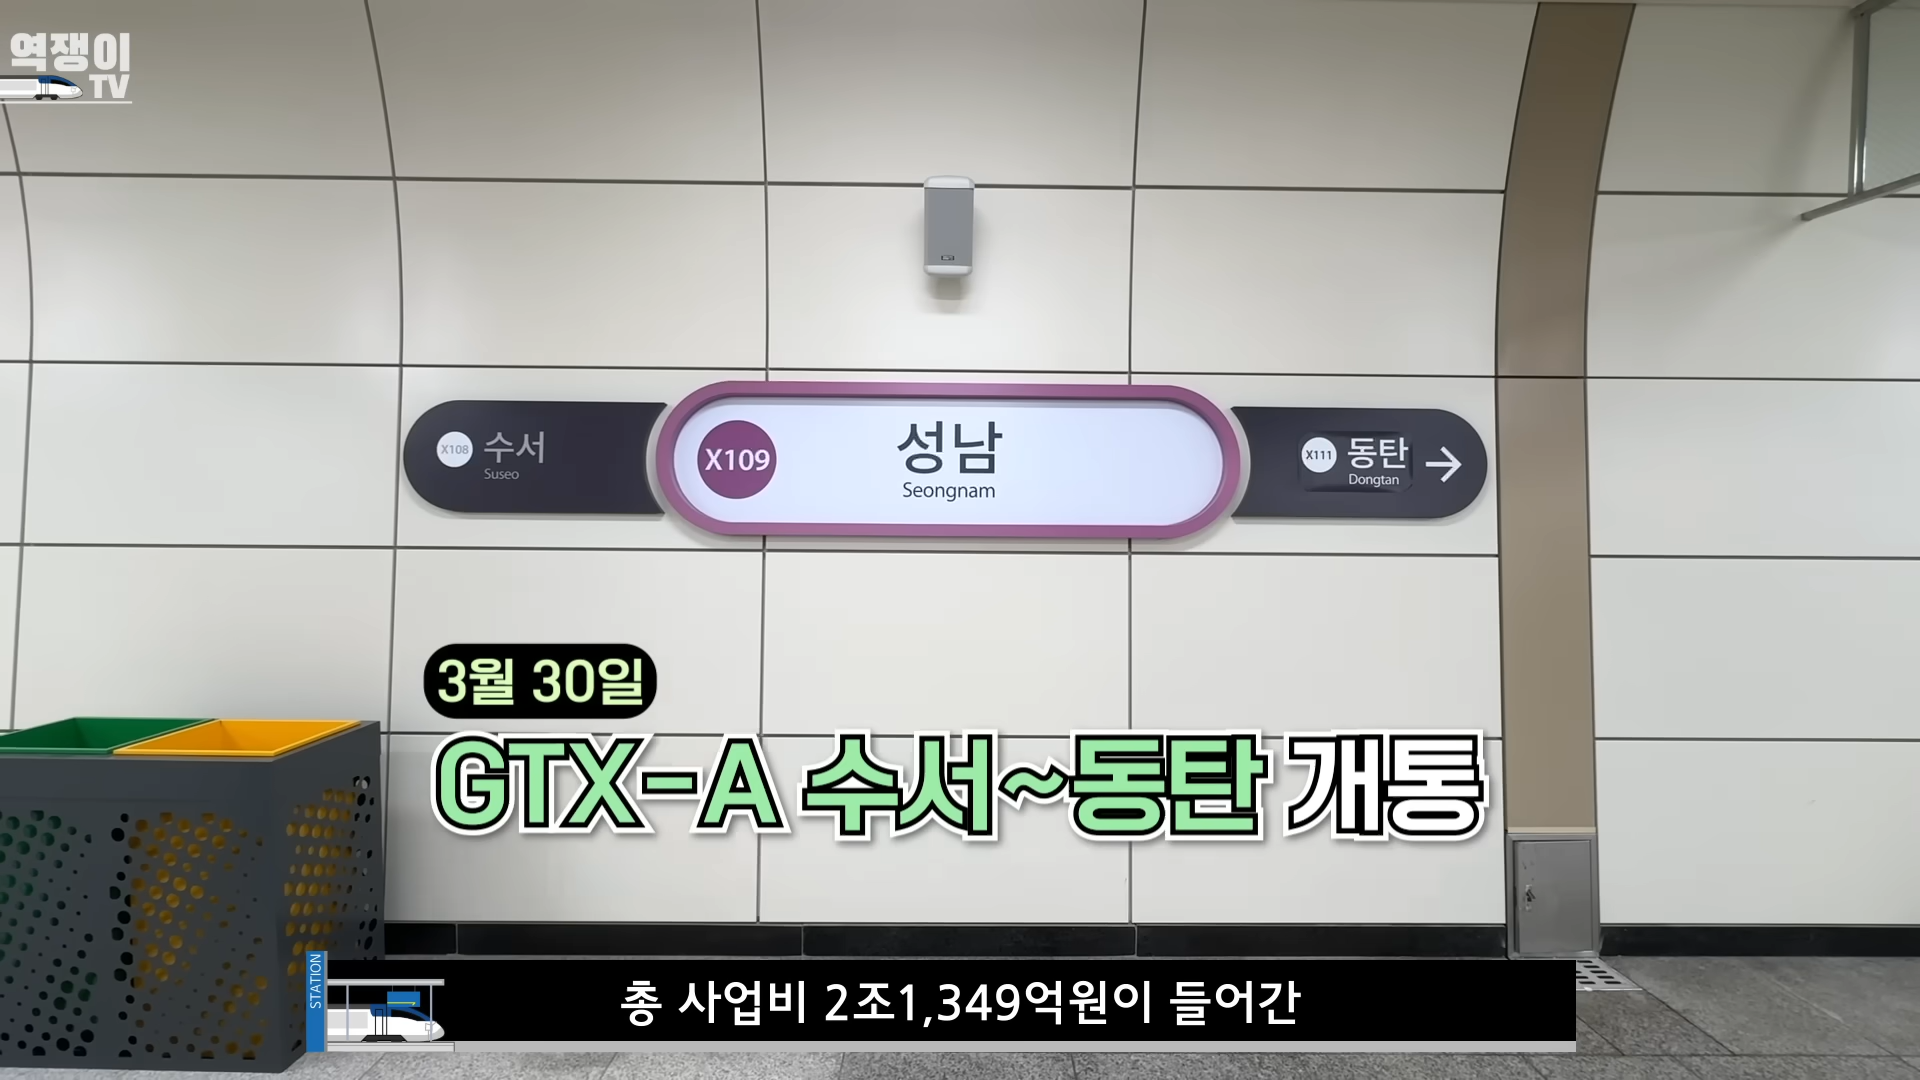 역쟁이
TV
X108 수서
Suseo
X109 성남
Seongnam
X111 동탄 →
Dongtan
3월 30일
GTX-A 수서~동탄 개통
STATION
총 사업비 2조1,349억원이 들어간